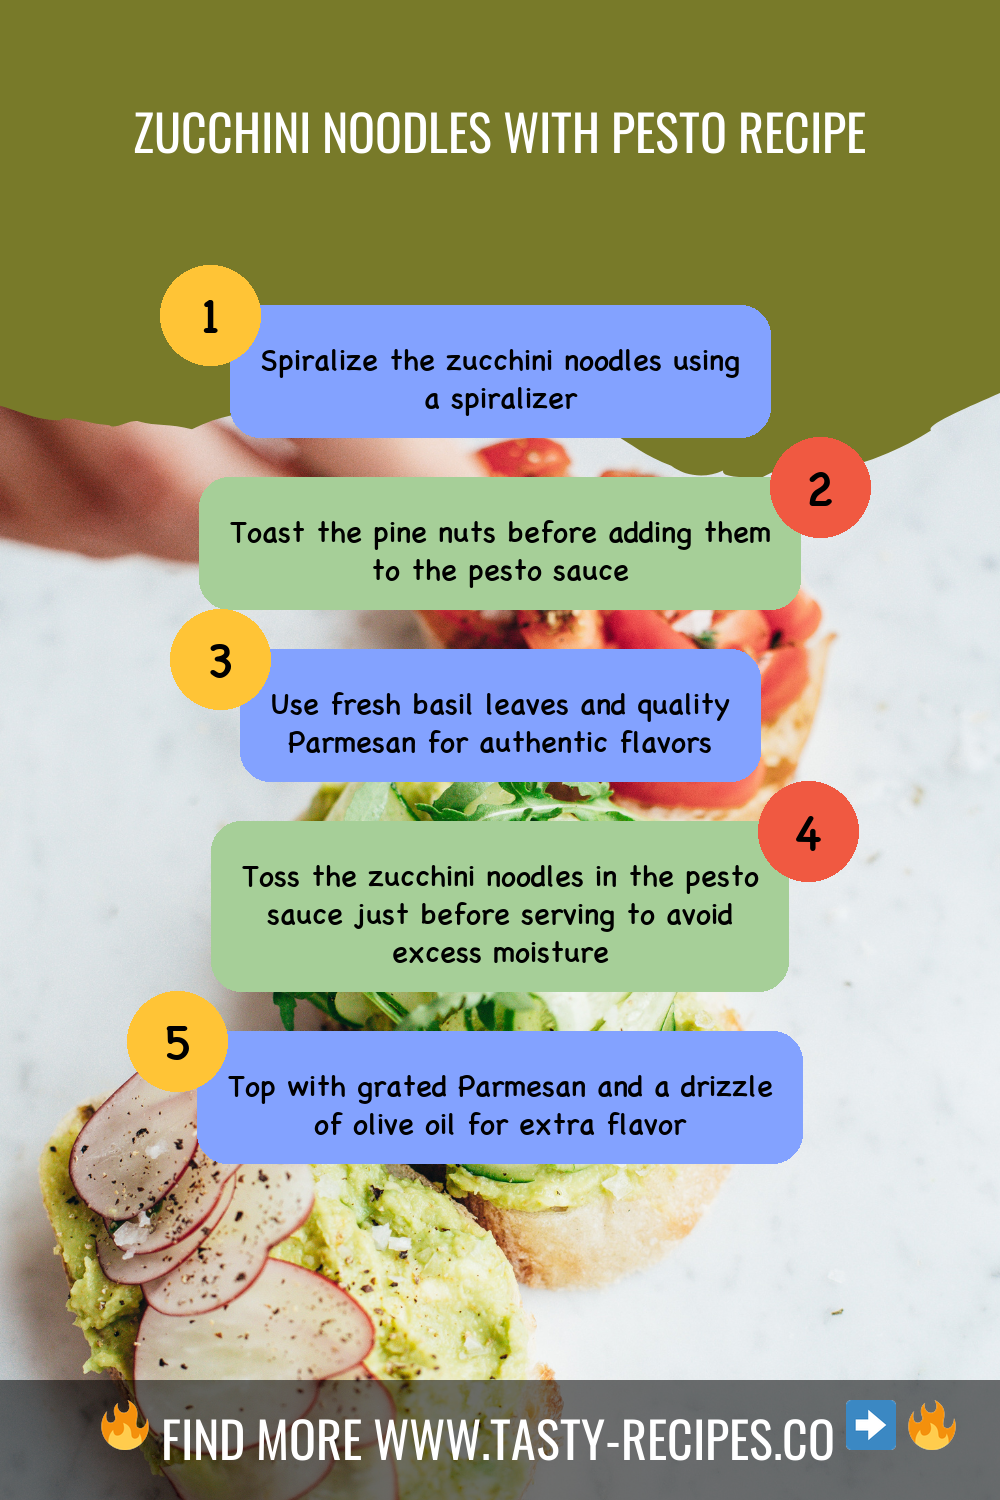 ZUCCHINI NOODLES WITH PESTO RECIPE
1
Spiralize the zucchini noodles using
a spiralizer
2
Toast the pine nuts before adding them
to the pesto sauce
3
Use fresh basil leaves and quality
Parmesan for authentic flavors
4
Toss the zucchini noodles in the pesto
sauce just before serving to avoid
excess moisture
5
Top with grated Parmesan and a drizzle
of olive oil for extra flavor
🔥 FIND MORE WWW.TASTY-RECIPES.CO ➡️ 🔥